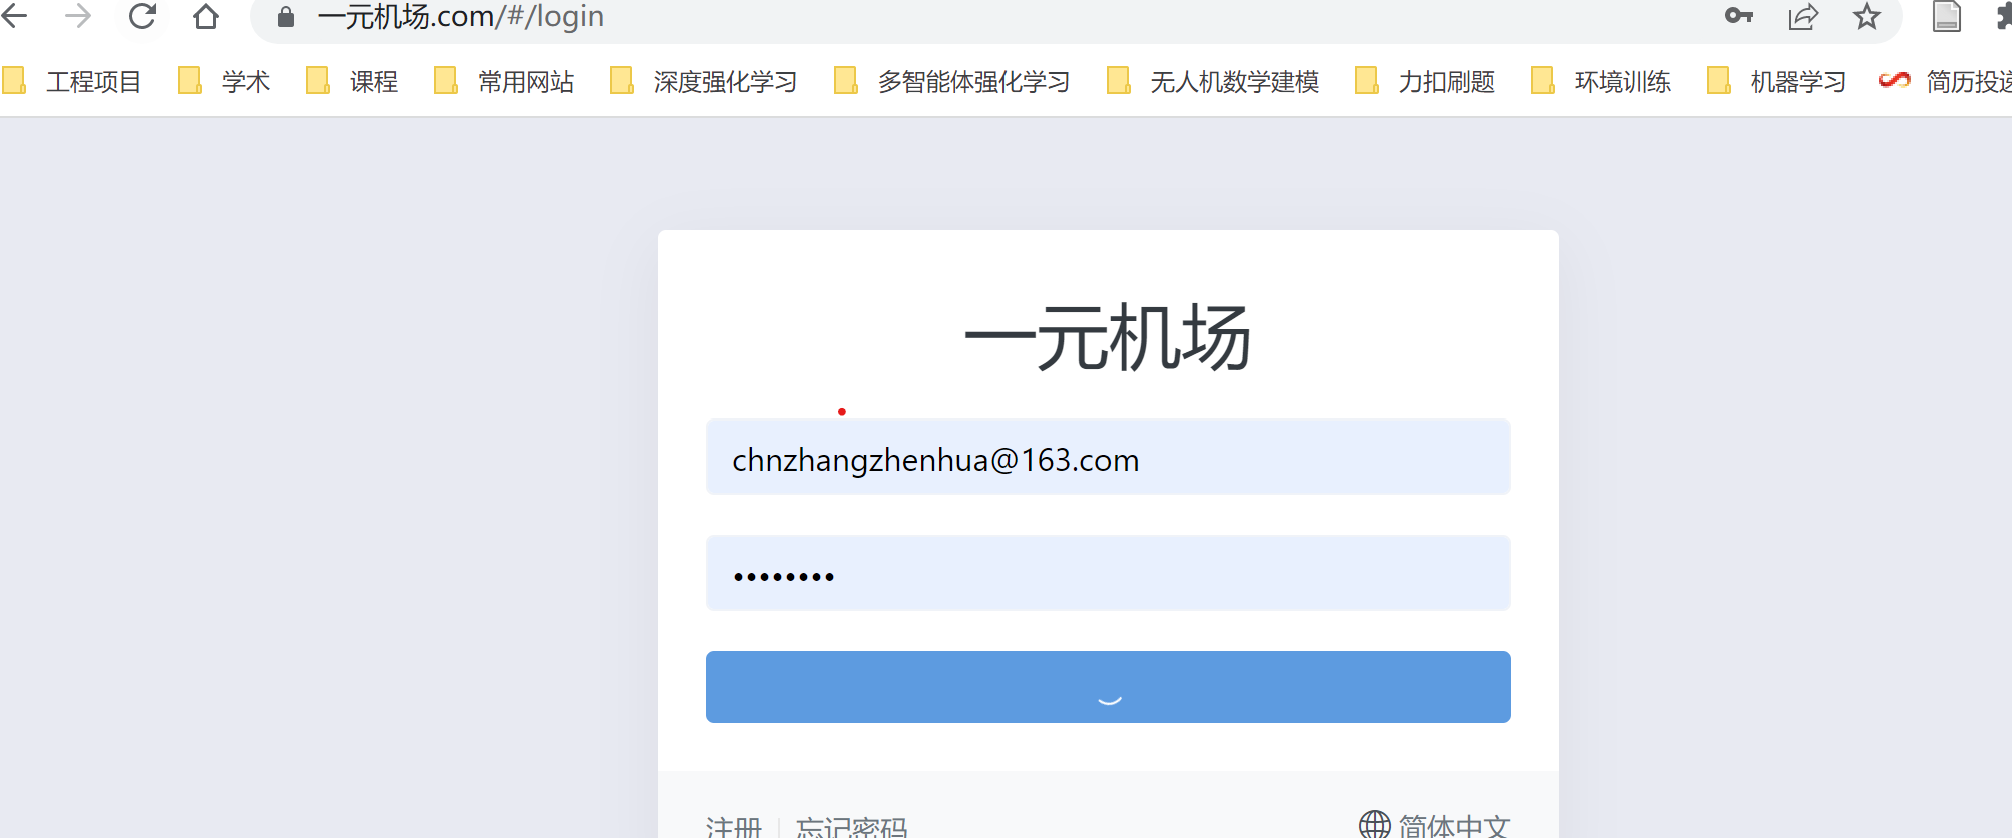 一元机场.com/#/login
工程项目 学术 课程 常用网站 深度强化学习 多智能体强化学习 无人机数学建模 力扣刷题 环境训练 机器学习 简历投递
一元机场
chnzhangzhenhua@163.com
••••••••
注册 忘记密码 简体中文